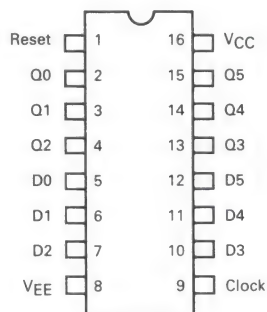 Reset 1 16 VCC
Q0 2 15 Q5
Q1 3 14 Q4
Q2 4 13 Q3
D0 5 12 D5
D1 6 11 D4
D2 7 10 D3
VEE 8 9 Clock